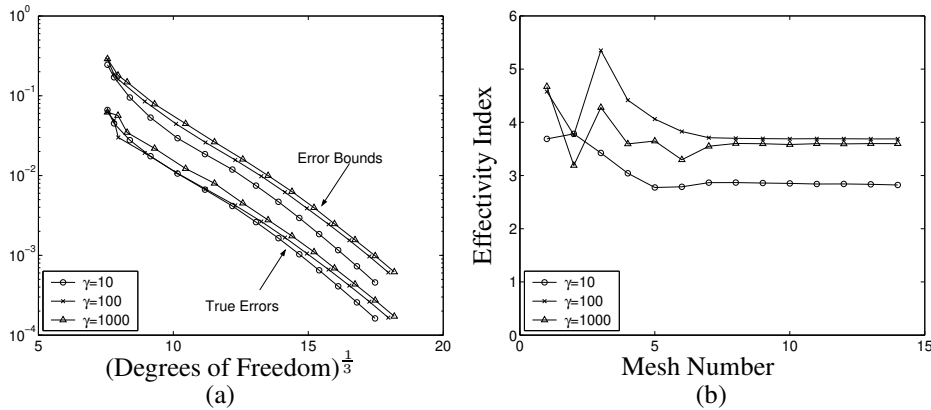 10^0
10^{-1}
10^{-2}
10^{-3}
10^{-4}
5
10
15
20
Error Bounds
True Errors
γ=10
γ=100
γ=1000
(Degrees of Freedom)^{1/3}
(a)
6
5
4
3
2
1
0
0
5
10
15
Effectivity Index
γ=10
γ=100
γ=1000
Mesh Number
(b)